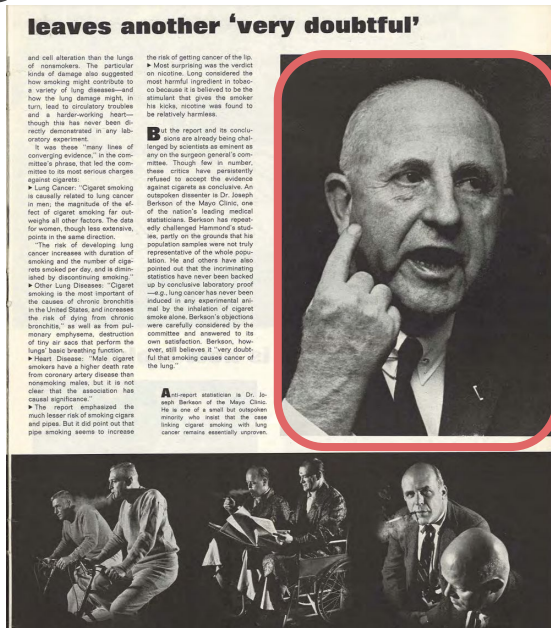 leaves another 'very doubtful'
and cell alteration than the lungs
of nonsmokers. The particular
kinds of damage also suggested
how smoking might contribute to
a variety of lung diseases—and
how the lung damage might, in
turn, lead to circulatory troubles
and a harder-working heart—
though this has never been di-
rectly demonstrated in any lab-
oratory experiment.
It was these "many lines of
converging evidence," in the com-
mittee's phrase, that led the com-
mittee to its most serious charges
against cigarets:
▶ Lung Cancer: "Cigaret smoking
is causally related to lung cancer
in men; the magnitude of the ef-
fect of cigaret smoking far out-
weighs all other factors. The data
for women, though less extensive,
points in the same direction.
"The risk of developing lung
cancer increases with duration of
smoking and the number of ciga-
rets smoked per day, and is dimin-
ished by discontinuing smoking."
▶ Other Lung Diseases: "Cigaret
smoking is the most important of
the causes of chronic bronchitis
in the United States, and increases
the risk of dying from chronic
bronchitis," as well as from pul-
monary emphysema, destruction
of tiny air sacs that perform the
lungs' basic breathing function.
▶ Heart Disease: "Male cigaret
smokers have a higher death rate
from coronary artery disease than
nonsmoking males, but it is not
clear that the association has
causal significance."
▶ The report emphasized the
much lesser risk of smoking cigars
and pipes. But it did point out that
pipe smoking seems to increase
the risk of getting cancer of the lip.
▶ Most surprising was the verdict
on nicotine. Long considered the
most harmful ingredient in tobac-
co because it is believed to be the
stimulant that gives the smoker
his kicks, nicotine was found to
be relatively harmless.
But the report and its conclu-
sions are already being chal-
lenged by scientists as eminent as
any on the surgeon general's com-
mittee. Though few in number,
these critics have persistently
refused to accept the evidence
against cigarets as conclusive. An
outspoken dissenter is Dr. Joseph
Berkson of the Mayo Clinic, one
of the nation's leading medical
statisticians. Berkson has repeat-
edly challenged Hammond's stud-
ies, partly on the grounds that his
population samples were not truly
representative of the whole popu-
lation. He and others have also
pointed out that the incriminating
statistics have never been backed
up by conclusive laboratory proof
—e.g., lung cancer has never been
induced in any experimental ani-
mal by the inhalation of cigaret
smoke alone. Berkson's objections
were carefully considered by the
committee and answered to its
own satisfaction. Berkson, how-
ever, still believes it "very doubt-
ful that smoking causes cancer of
the lung."
Anti-report statistician is Dr. Jo-
seph Berkson of the Mayo Clinic.
He is one of a small but outspoken
minority who insist that the case
linking cigaret smoking with lung
cancer remains essentially unproven.